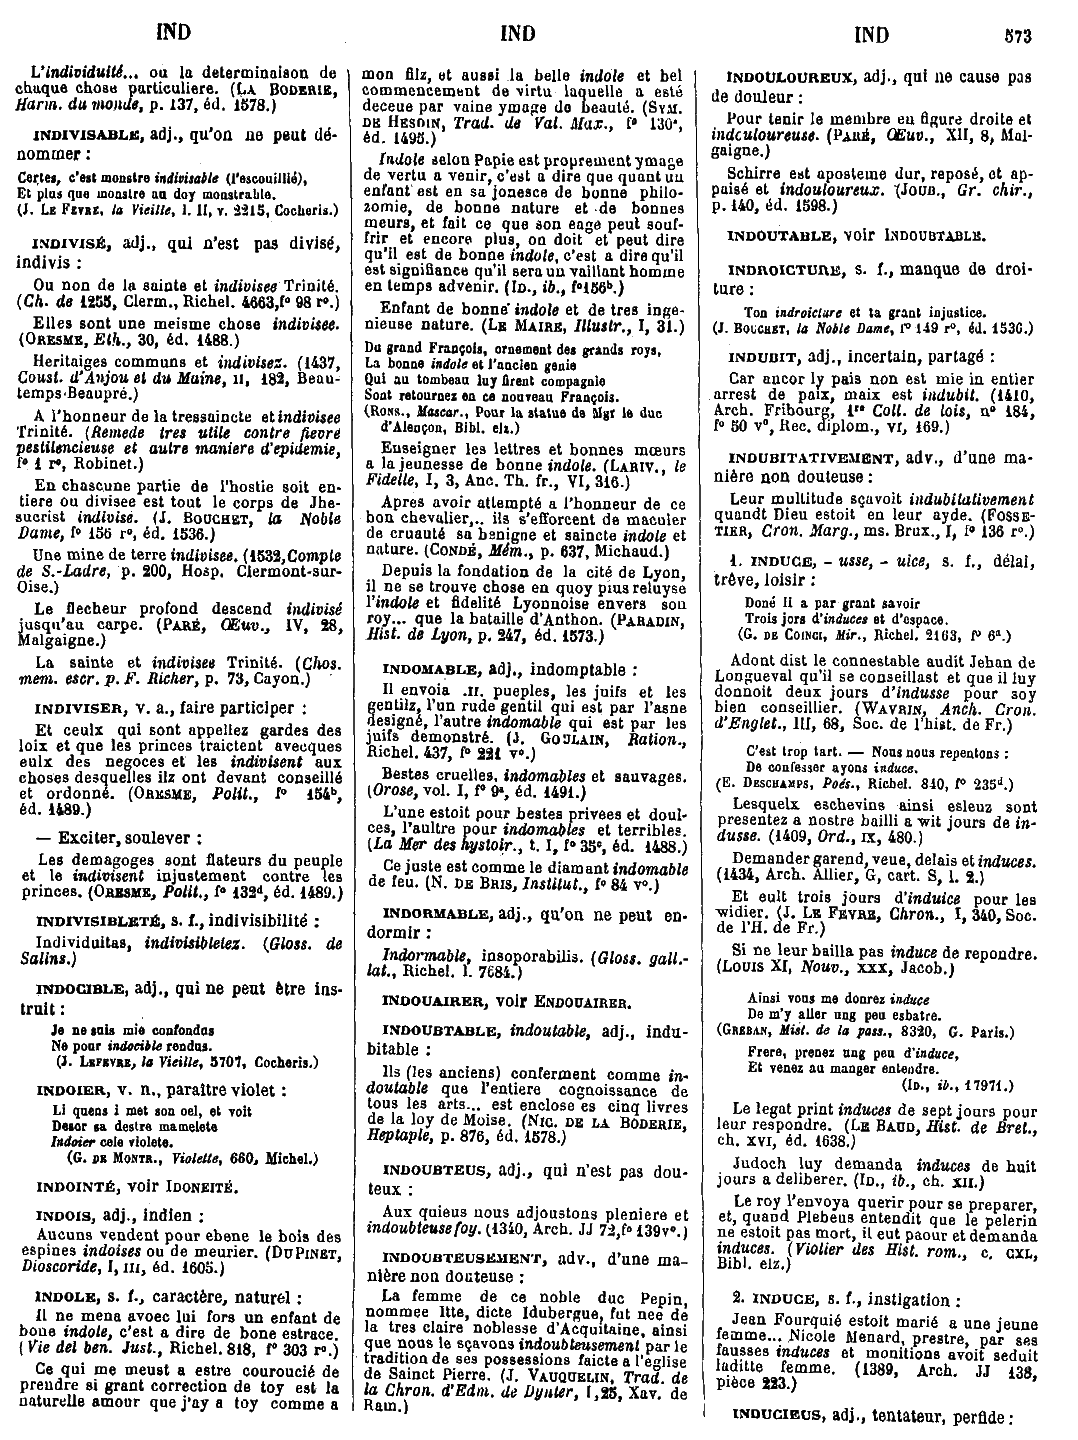 IND
IND
IND
573
L'individuité... ou la determinaison de
chaque chose particuliere. (LA BODERIE,
Harm. du monde, p. 137, éd. 1578.)
INDIVISABLE, adj., qu'on ne peut dé-
nommer :
Certes, c'est monstre indivisable (l'escouillié),
Et plus que monstre au doy monstrable.
(J. LE FEVRE, la Vieille, l. II, v. 2215, Cocheris.)
INDIVISÉ, adj., qui n'est pas divisé,
indivis :
Ou non de la sainte et indivisee Trinité.
(Ch. de 1255, Clerm., Richel. 4663, f° 98 r°.)
Elles sont une meisme chose indivisee.
(ORESME, Eth., 30, éd. 1488.)
Heritaiges communs et indivisez. (1437,
Coust. d'Anjou et du Maine, II, 182, Beau-
temps-Beaupré.)
A l'honneur de la tressaincte et indivisee
Trinité. (Remede tres utile contre fievre
pestilencieuse et autre maniere d'epidemie,
f° 1 r°, Robinet.)
En chascune partie de l'hostie soit en-
tiere ou divisee est tout le corps de Jhe-
sucrist indivisé. (J. BOUCHET, la Noble
Dame, f° 156 r°, éd. 1536.)
Une mine de terre indivisee. (1532, Compte
de S.-Ladre, p. 200, Hosp. Clermont-sur-
Oise.)
Le flecheur profond descend indivisé
jusqu'au carpe. (PARÉ, Œuv., IV, 28,
Malgaigne.)
La sainte et indivisee Trinité. (Chos.
mem. escr. p. F. Richer, p. 73, Cayon.)
INDIVISER, v. a., faire participer :
Et ceulx qui sont appellez gardes des
loix et que les princes traictent avecques
eulx des negoces et les indivisent aux
choses desquelles ilz ont devant conseillé
et ordonné. (ORESME, Polit., f° 154b,
éd. 1489.)
— Exciter, soulever :
Les demagoges sont flateurs du peuple
et le indivisent injustement contre les
princes. (ORESME, Polit., f° 132d, éd. 1489.)
INDIVISIBLETÉ, s. f., indivisibilité :
Individuitas, indivisibletez. (Gloss. de
Salins.)
INDOCIBLE, adj., qui ne peut être ins-
truit :
Je ne sais mie confondas
Ne pour indocible rendus.
(J. LEFEVRE, la Vieille, 5707, Cocheris.)
INDOIER, v. n., paraître violet :
Li quens i met son oel, et voit
Desor sa destre mamelete
Indoier cele violete.
(G. DE MONTR., Violette, 660, Michel.)
INDOINTÉ, voir IDONEITÉ.
INDOIS, adj., indien :
Aucuns vendent pour ebene le bois des
espines indoises ou de meurier. (DU PINET,
Dioscoride, I, III, éd. 1605.)
INDOLE, s. f., caractère, naturel :
Il ne mena avoec lui fors un enfant de
bone indole, c'est a dire de bone estrace.
(Vie del ben. Just., Richel. 818, f° 303 r°.)
Ce qui me meust a estre couroucié de
prendre si grant correction de toy est la
naturelle amour que j'ay a toy comme a
mon filz, et aussi la belle indole et bel
commencement de virtu laquelle a esté
deceue par vaine ymage de beauté. (SYM.
DE HESDIN, Trad. de Val. Max., f° 130a,
éd. 1495.)
Indole selon Papie est proprement ymage
de vertu a venir, c'est a dire que quant un
enfant est en sa jonesce de bonne philo-
zomie, de bonne nature et de bonnes
meurs, et fait ce que son eage peut souf-
frir et encore plus, on doit et peut dire
qu'il est de bonne indole, c'est a dire qu'il
est signifiance qu'il sera un vaillant homme
en temps advenir. (ID., ib., f° 156b.)
Enfant de bonne indole et de tres inge-
nieuse nature. (LE MAIRE, Illustr., I, 31.)
Du grand François, ornement des grands roys,
La bonne indole et l'ancien genie
Qui au tombeau luy firent compagnie
Sont retournez en ce nouveau François.
(RONS., Mascar., Pour la statue de Mgr le duc
d'Alençon, Bibl. elz.)
Enseigner les lettres et bonnes mœurs
a la jeunesse de bonne indole. (LARIV., le
Fidelle, I, 3, Anc. Th. fr., VI, 316.)
Apres avoir attempté a l'honneur de ce
bon chevalier,.. ils s'efforcent de maculer
de cruauté sa benigne et saincte indole et
nature. (CONDÉ, Mém., p. 637, Michaud.)
Depuis la fondation de la cité de Lyon,
il ne se trouve chose en quoy plus reluyse
l'indole et fidelité Lyonnoise envers son
roy... que la bataille d'Anthon. (PARADIN,
Hist. de Lyon, p. 247, éd. 1573.)
INDOMABLE, adj., indomptable :
Il envoia .II. pueples, les juifs et les
gentilz, l'un rude gentil qui est par l'asne
designé, l'autre indomable qui est par les
juifs demonstré. (J. GOULAIN, Ration.,
Richel. 437, f° 221 v°.)
Bestes cruelles, indomables et sauvages.
(Orose, vol. I, f° 9a, éd. 1491.)
L'une estoit pour bestes privees et doul-
ces, l'aultre pour indomables et terribles.
(La Mer des hystoir., t. I, f° 35c, éd. 1488.)
Ce juste est comme le diamant indomable
de feu. (N. DE BRIS, Institut., f° 84 v°.)
INDORMABLE, adj., qu'on ne peut en-
dormir :
Indormable, insoporabilis. (Gloss. gall.-
lat., Richel. l. 7684.)
INDOUAIRER, voir ENDOUAIRER.
INDOUBTABLE, indoutable, adj., indu-
bitable :
Ils (les anciens) conferment comme in-
doutable que l'entiere cognoissance de
tous les arts... est enclose es cinq livres
de la loy de Moise. (NIC. DE LA BODERIE,
Heptaple, p. 876, éd. 1578.)
INDOUBTEUS, adj., qui n'est pas dou-
teux :
Aux quieus nous adjoustons pleniere et
indoubteuse foy. (1340, Arch. JJ 72, f° 139 v°.)
INDOUBTEUSEMENT, adv., d'une ma-
nière non douteuse :
La femme de ce noble duc Pepin,
nommee Itte, dicte Idubergue, fut nee de
la tres claire noblesse d'Acquitaine, ainsi
que nous le sçavons indoubteusement par le
tradition de ses possessions faicte a l'eglise
de Sainct Pierre. (J. VAUQUELIN, Trad. de
la Chron. d'Edm. de Dynter, I, 25, Xav. de
Ram.)
INDOULOUREUX, adj., qui ne cause pas
de douleur :
Pour tenir le membre en figure droite et
indouloureuse. (PARÉ, Œuv., XII, 8, Mal-
gaigne.)
Schirre est aposteme dur, reposé, et ap-
paisé et indouloureux. (JOUB., Gr. chir.,
p. 140, éd. 1598.)
INDOUTABLE, voir INDOUBTABLE.
INDROICTURE, s. f., manque de droi-
ture :
Ton indroicture et ta grant injustice.
(J. BOUCHET, la Noble Dame, f° 149 r°, éd. 1536.)
INDUBIT, adj., incertain, partagé :
Car ancor ly pais non est mie in entier
arrest de paix, maix est indubit. (1410,
Arch. Fribourg, 1re Coll. de lois, n° 184,
f° 50 v°, Rec. diplom., VI, 169.)
INDUBITATIVEMENT, adv., d'une ma-
nière non douteuse :
Leur multitude sçavoit indubitativement
quandt Dieu estoit en leur ayde. (FOSSE-
TIER, Cron. Marg., ms. Brux., I, f° 136 r°.)
1. INDUCE, - usse, - uice, s. f., délai,
trêve, loisir :
Doné li a par grant savoir
Trois jors d'induces et d'espace.
(G. DE COINCI, Mir., Richel. 2163, f° 6a.)
Adont dist le connestable audit Jehan de
Longueval qu'il se conseillast et que il luy
donnoit deux jours d'indusse pour soy
bien conseillier. (WAVRIN, Anch. Cron.
d'Englet., III, 68, Soc. de l'hist. de Fr.)
C'est trop tart. — Nous nous repentons :
De confesser ayons induce.
(E. DESCHAMPS, Poés., Richel. 840, f° 235d.)
Lesquelx eschevins ainsi esleuz sont
presentez a nostre bailli a wit jours de in-
dusse. (1409, Ord., IX, 480.)
Demander garend, veue, delais et induces.
(1434, Arch. Allier, G, cart. S, l. 2.)
Et eult trois jours d'induice pour les
widier. (J. LE FEVRE, Chron., I, 340, Soc.
de l'H. de Fr.)
Si ne leur bailla pas induce de repondre.
(LOUIS XI, Nouv., XXX, Jacob.)
Ainsi vous me donrez induce
De m'y aller ung peu esbatre.
(GREBAN, Mist. de la pass., 8320, G. Paris.)
Frere, prenez ung peu d'induce,
Et venez au manger entendre.
(ID., ib., 17971.)
Le legat print induces de sept jours pour
leur respondre. (LE BAUD, Hist. de Bret.,
ch. XVI, éd. 1638.)
Judoch luy demanda induces de huit
jours a deliberer. (ID., ib., ch. XII.)
Le roy l'envoya querir pour se preparer,
et, quand Plebeus entendit que le pelerin
ne estoit pas mort, il eut paour et demanda
induces. (Violier des Hist. rom., c. CXL,
Bibl. elz.)
2. INDUCE, s. f., instigation :
Jean Fourquié estoit marié a une jeune
femme... Nicole Menard, prestre, par ses
fausses induces et monitions avoit seduit
laditte femme. (1389, Arch. JJ 138,
pièce 223.)
INDUCIEUS, adj., tentateur, perfide :